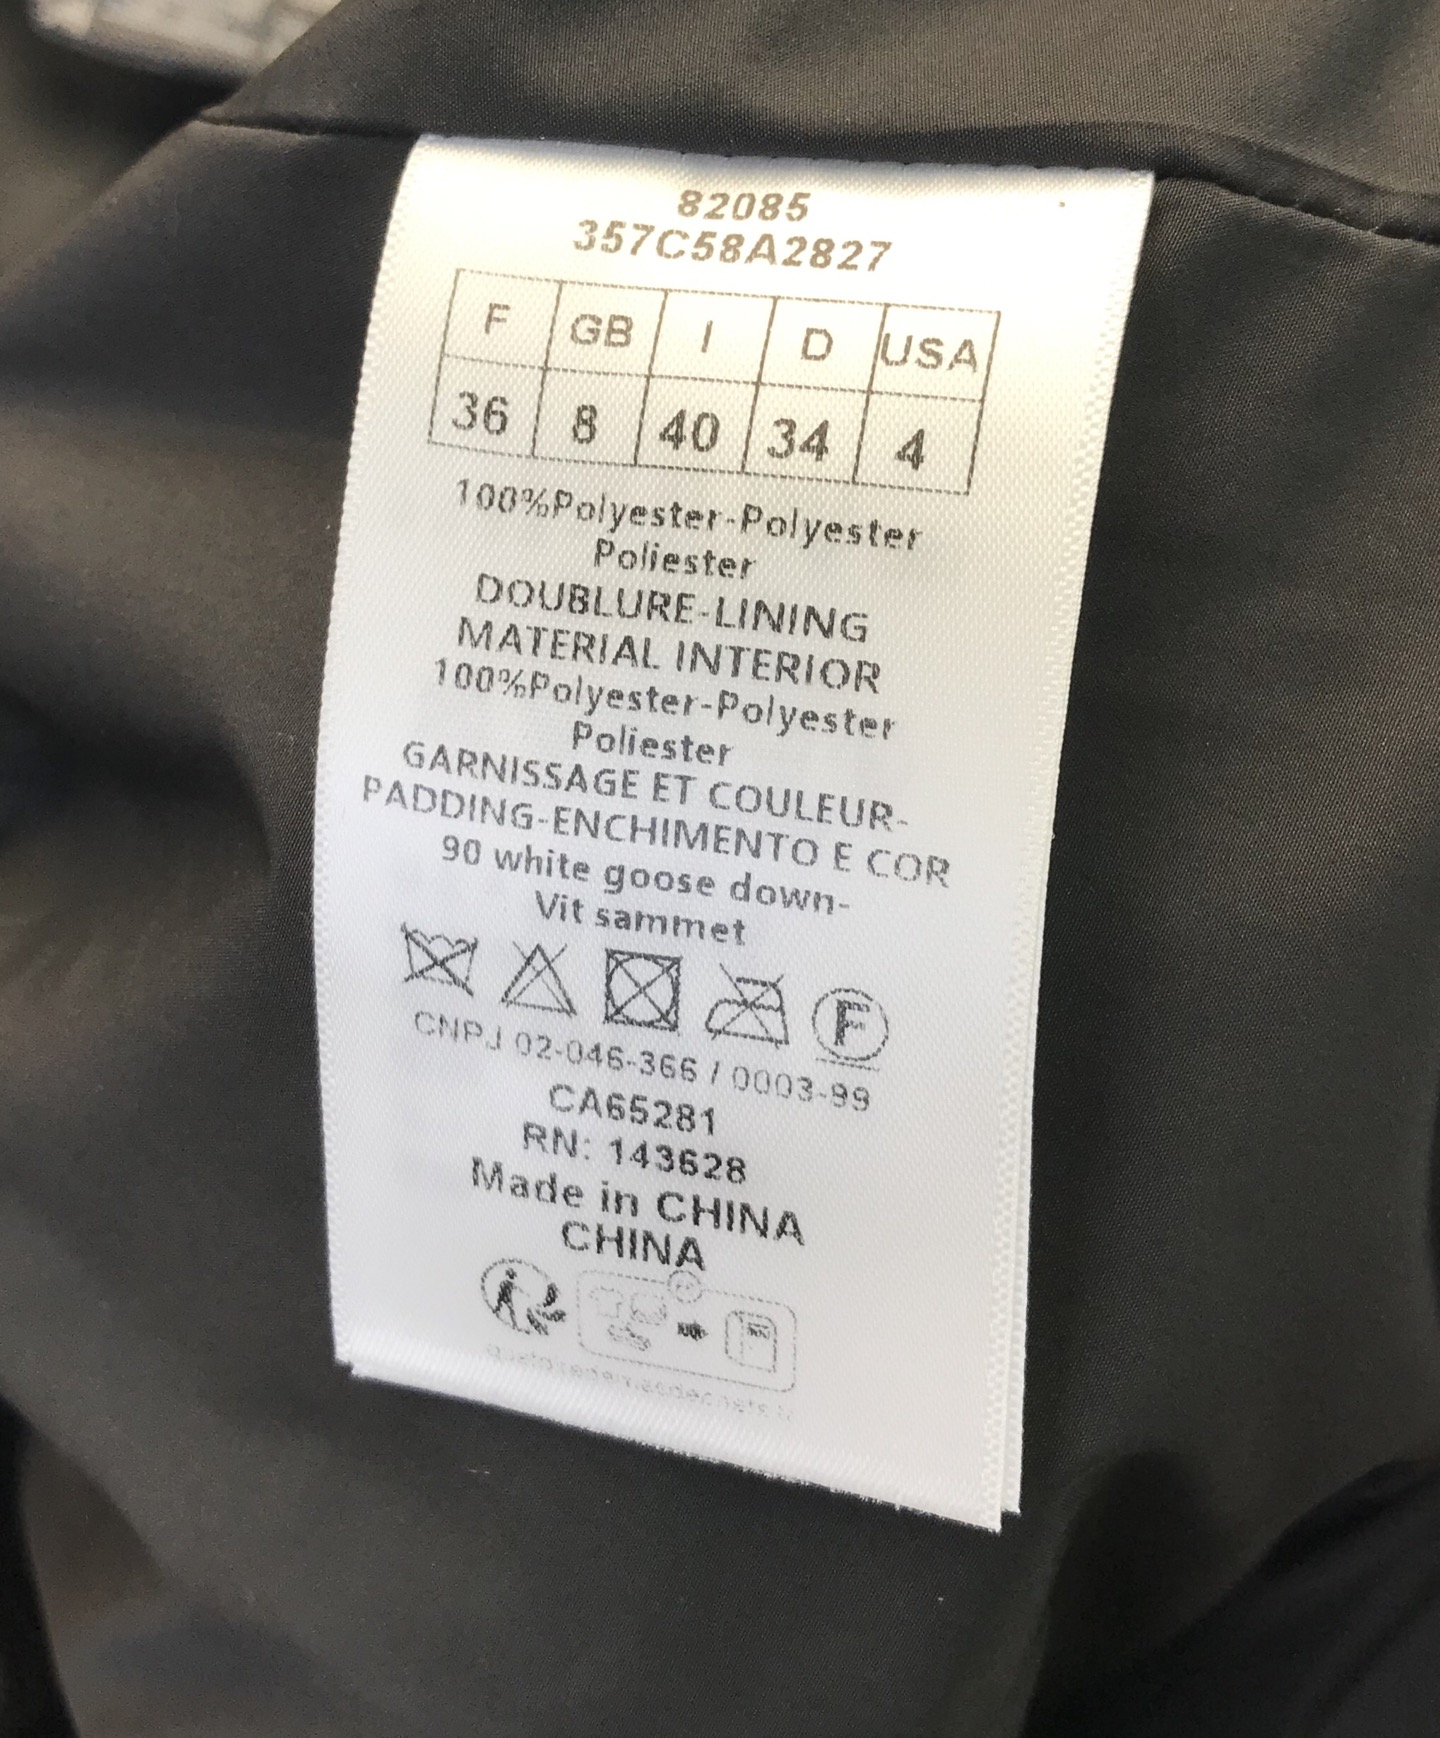 82085
357C58A2827
F GB I D USA
36 8 40 34 4
100%Polyester-Polyester
Poliester
DOUBLURE-LINING
MATERIAL INTERIOR
100%Polyester-Polyester
Poliester
GARNISSAGE ET COULEUR-
PADDING-ENCHIMENTO E COR
90 white goose down-
Vit sammet
F
CNPJ 02-046-366 / 0003-99
CA65281
RN: 143628
Made in CHINA
CHINA